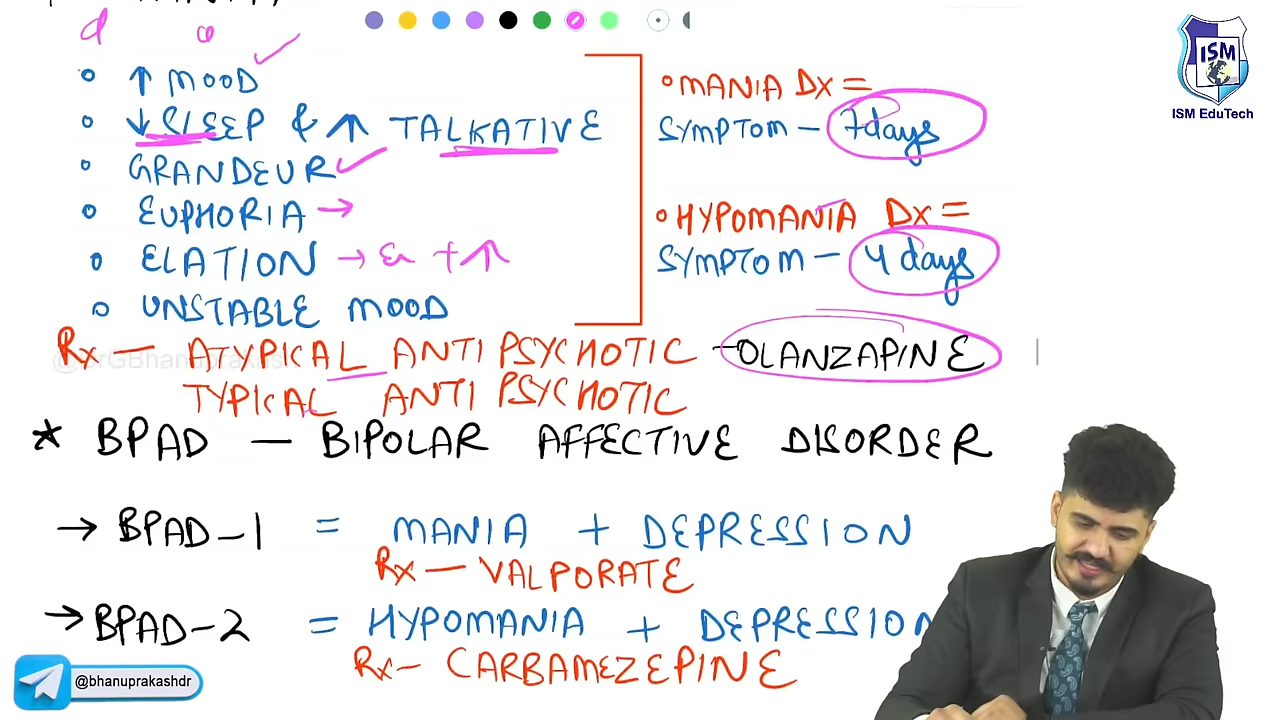 • ↑ MOOD
• ↓ SLEEP & ↑ TALKATIVE
• GRANDEUR
• EUPHORIA →
• ELATION → + ↑
• UNSTABLE MOOD
• MANIA Dx =
SYMPTOM - 7 days
• HYPOMANIA Dx =
SYMPTOM - 4 days
Rx - ATYPICAL ANTI PSYCHOTIC - OLANZAPINE
TYPICAL ANTI PSYCHOTIC
* BPAD - BIPOLAR AFFECTIVE DISORDER
→ BPAD-1 = MANIA + DEPRESSION
Rx - VALPORATE
→ BPAD-2 = HYPOMANIA + DEPRESSION
Rx - CARBAMEZEPINE
ISM
ISM EduTech
@bhanuprakashdr